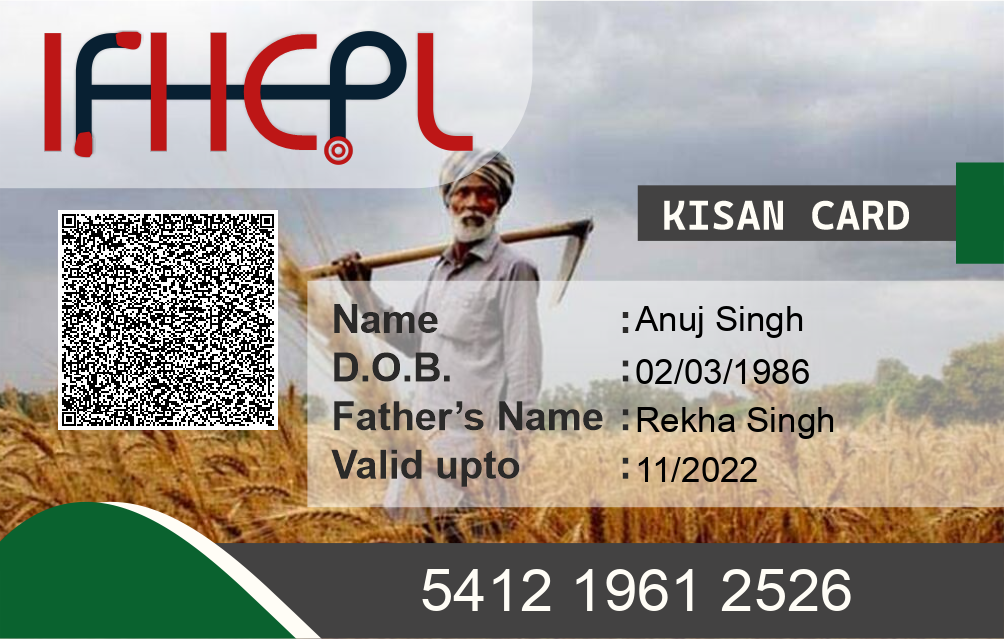 IFHEPL
KISAN CARD
Name : Anuj Singh
D.O.B. : 02/03/1986
Father’s Name : Rekha Singh
Valid upto : 11/2022
5412 1961 2526